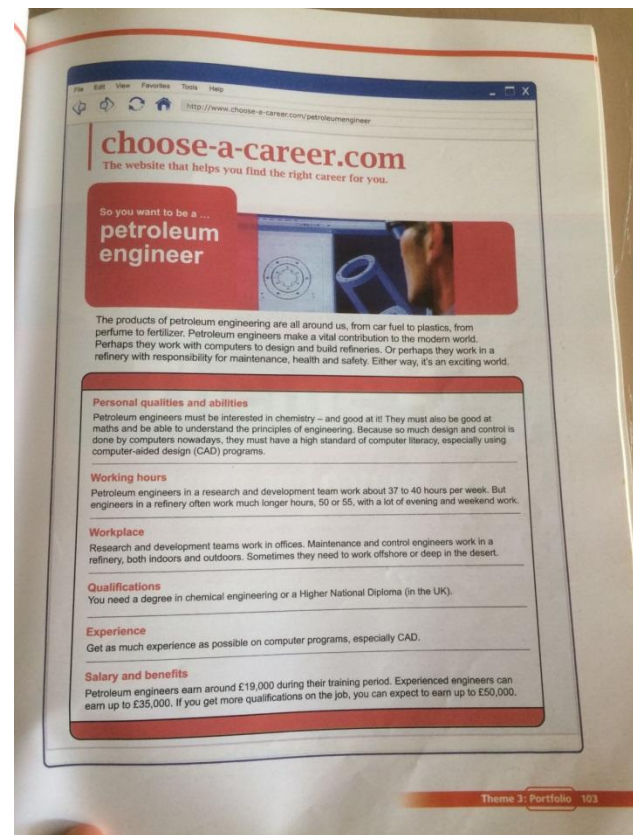 File Edit View Favorites Tools Help
http://www.choose-a-career.com/petroleumengineer
choose-a-career.com
The website that helps you find the right career for you.
So you want to be a ...
petroleum
engineer
The products of petroleum engineering are all around us, from car fuel to plastics, from
perfume to fertilizer. Petroleum engineers make a vital contribution to the modern world.
Perhaps they work with computers to design and build refineries. Or perhaps they work in a
refinery with responsibility for maintenance, health and safety. Either way, it's an exciting world.
Personal qualities and abilities
Petroleum engineers must be interested in chemistry – and good at it! They must also be good at
maths and be able to understand the principles of engineering. Because so much design and control is
done by computers nowadays, they must have a high standard of computer literacy, especially using
computer-aided design (CAD) programs.
Working hours
Petroleum engineers in a research and development team work about 37 to 40 hours per week. But
engineers in a refinery often work much longer hours, 50 or 55, with a lot of evening and weekend work.
Workplace
Research and development teams work in offices. Maintenance and control engineers work in a
refinery, both indoors and outdoors. Sometimes they need to work offshore or deep in the desert.
Qualifications
You need a degree in chemical engineering or a Higher National Diploma (in the UK).
Experience
Get as much experience as possible on computer programs, especially CAD.
Salary and benefits
Petroleum engineers earn around £19,000 during their training period. Experienced engineers can
earn up to £35,000. If you get more qualifications on the job, you can expect to earn up to £50,000.
Theme 3: Portfolio 103